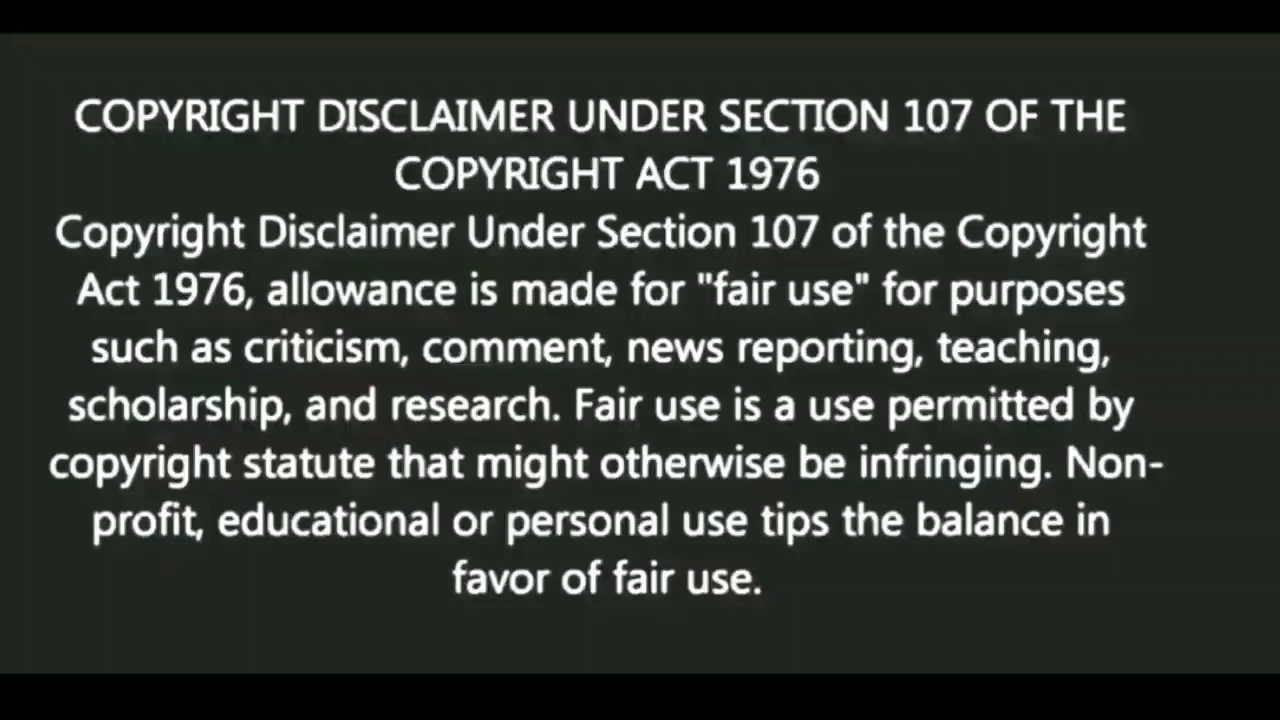 COPYRIGHT DISCLAIMER UNDER SECTION 107 OF THE
COPYRIGHT ACT 1976
Copyright Disclaimer Under Section 107 of the Copyright
Act 1976, allowance is made for "fair use" for purposes
such as criticism, comment, news reporting, teaching,
scholarship, and research. Fair use is a use permitted by
copyright statute that might otherwise be infringing. Non-
profit, educational or personal use tips the balance in
favor of fair use.